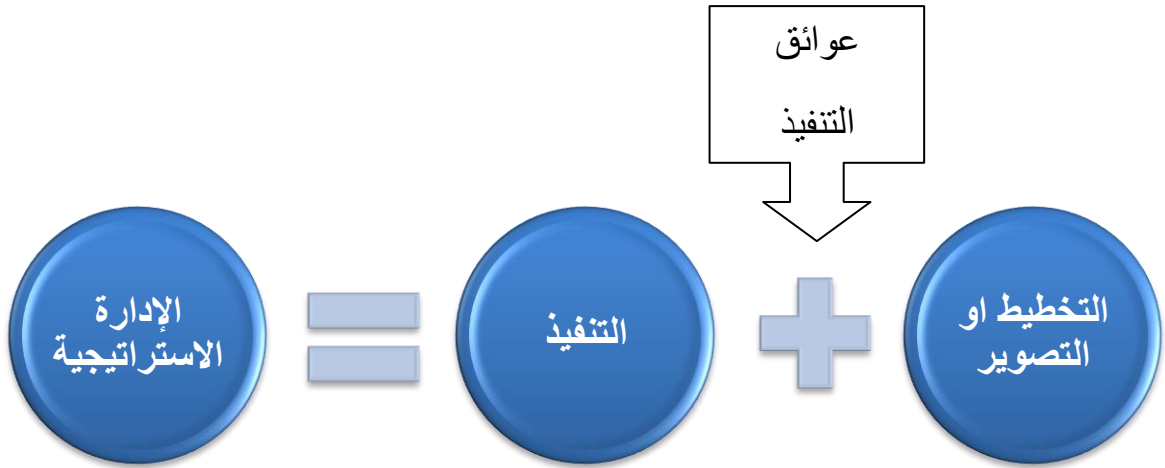 عوائق
التنفيذ
التخطيط او
التصوير
التنفيذ
الإدارة
الاستراتيجية